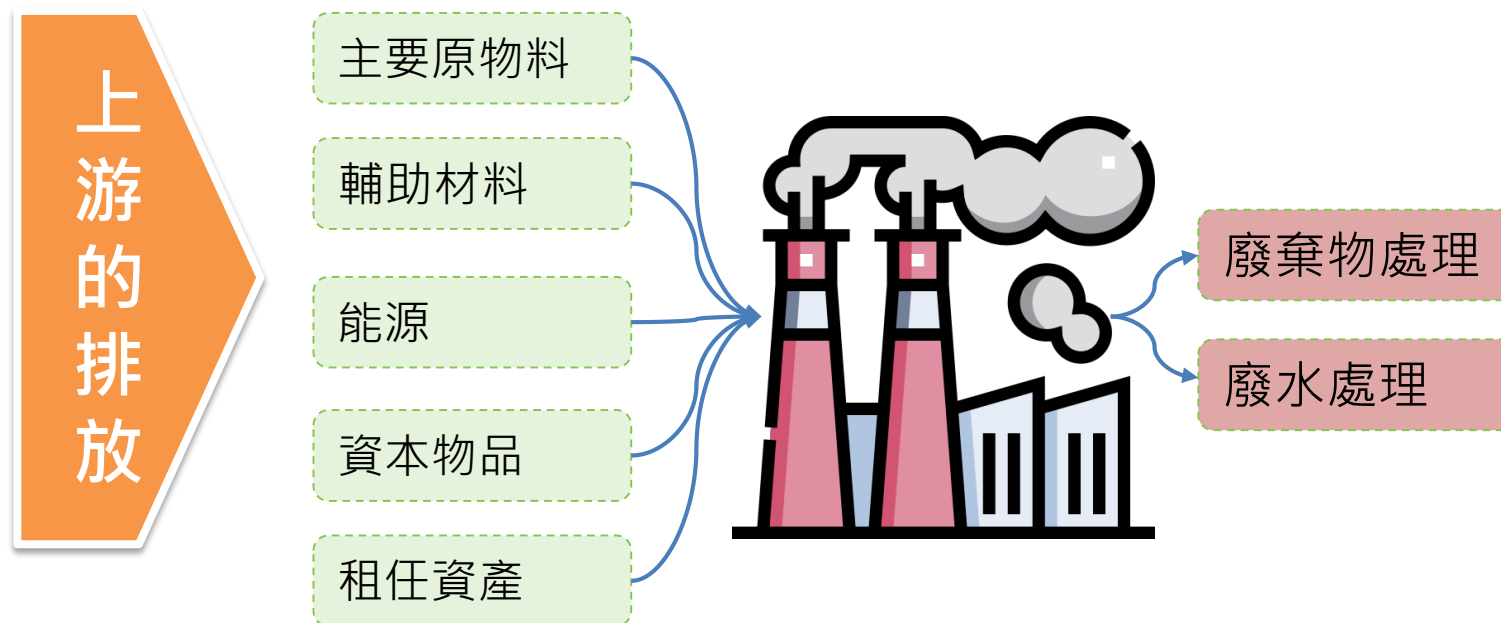 上游的排放
主要原物料
輔助材料
能源
資本物品
租任資產
廢棄物處理
廢水處理